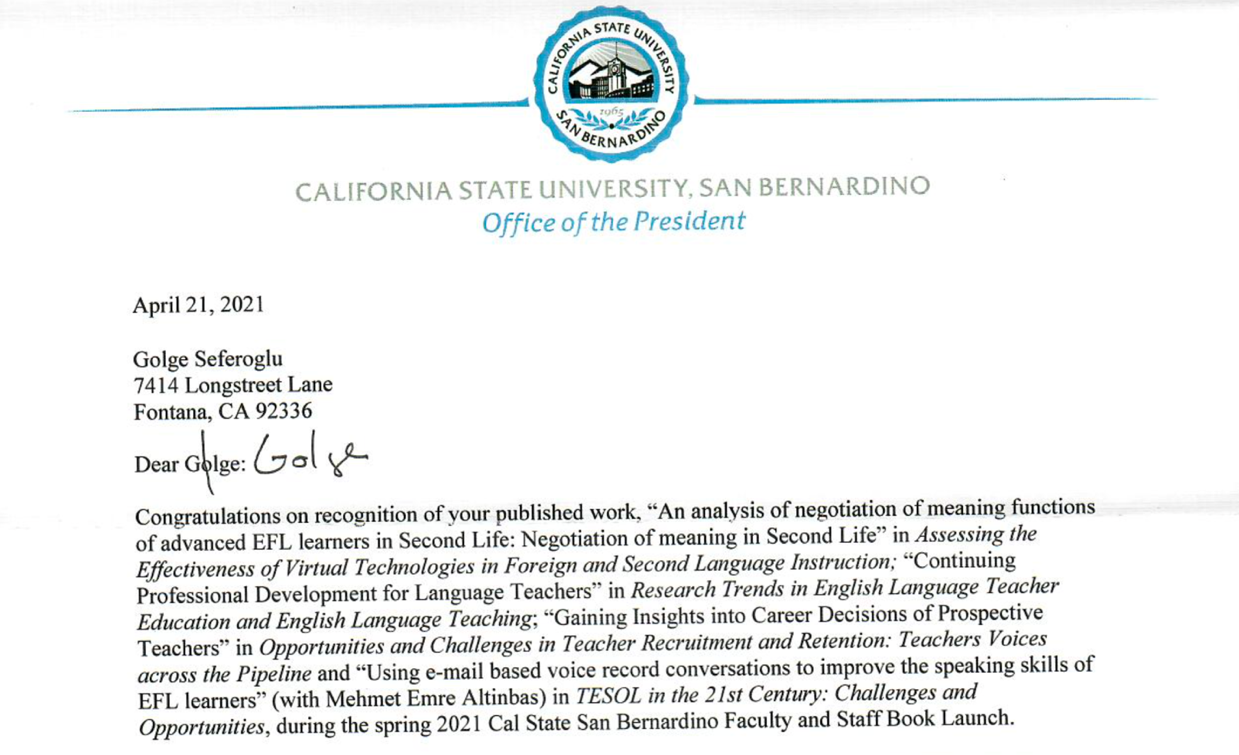 CALIFORNIA STATE UNIVERSITY
1965
SAN BERNARDINO
CALIFORNIA STATE UNIVERSITY, SAN BERNARDINO
Office of the President
April 21, 2021
Golge Seferoglu
7414 Longstreet Lane
Fontana, CA 92336
Dear Golge: Golge
Congratulations on recognition of your published work, “An analysis of negotiation of meaning functions
of advanced EFL learners in Second Life: Negotiation of meaning in Second Life” in Assessing the
Effectiveness of Virtual Technologies in Foreign and Second Language Instruction; “Continuing
Professional Development for Language Teachers” in Research Trends in English Language Teacher
Education and English Language Teaching; “Gaining Insights into Career Decisions of Prospective
Teachers” in Opportunities and Challenges in Teacher Recruitment and Retention: Teachers Voices
across the Pipeline and “Using e-mail based voice record conversations to improve the speaking skills of
EFL learners” (with Mehmet Emre Altinbas) in TESOL in the 21st Century: Challenges and
Opportunities, during the spring 2021 Cal State San Bernardino Faculty and Staff Book Launch.